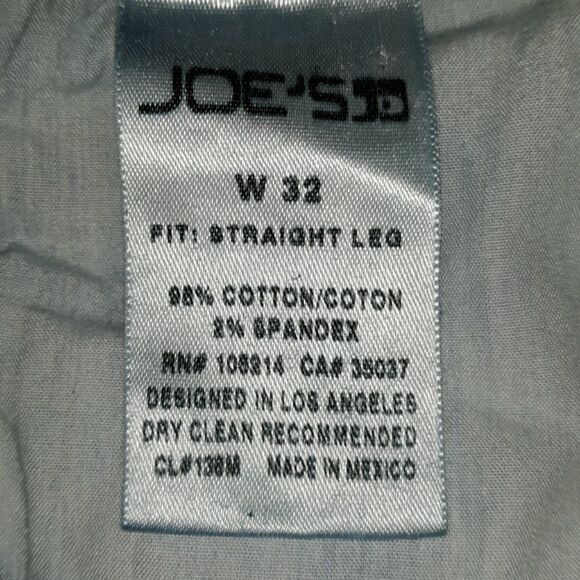 JOE'S
W 32
FIT: STRAIGHT LEG
98% COTTON/COTON
2% SPANDEX
RN# 106214 CA# 35037
DESIGNED IN LOS ANGELES
DRY CLEAN RECOMMENDED
CL#136M MADE IN MEXICO